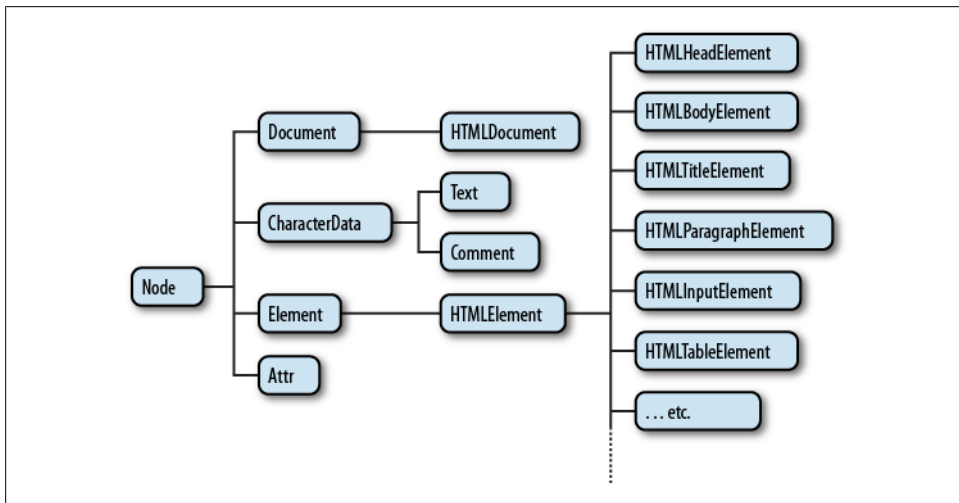 Node
Document
CharacterData
Element
Attr
HTMLDocument
Text
Comment
HTMLElement
HTMLHeadElement
HTMLBodyElement
HTMLTitleElement
HTMLParagraphElement
HTMLInputElement
HTMLTableElement
. . . etc.